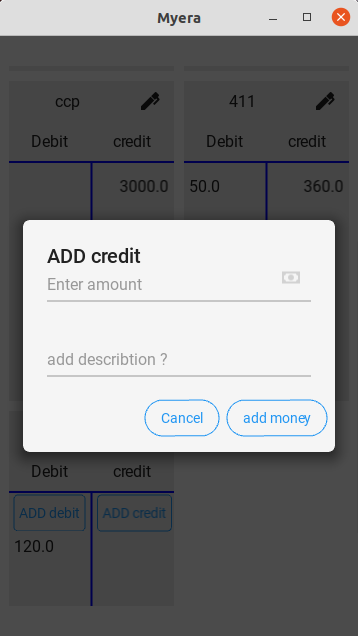 Myera
ccp 411
Debit credit Debit credit
3000.0 50.0 360.0
ADD credit
Enter amount
add describtion ?
Cancel add money
Debit credit
ADD debit ADD credit
120.0